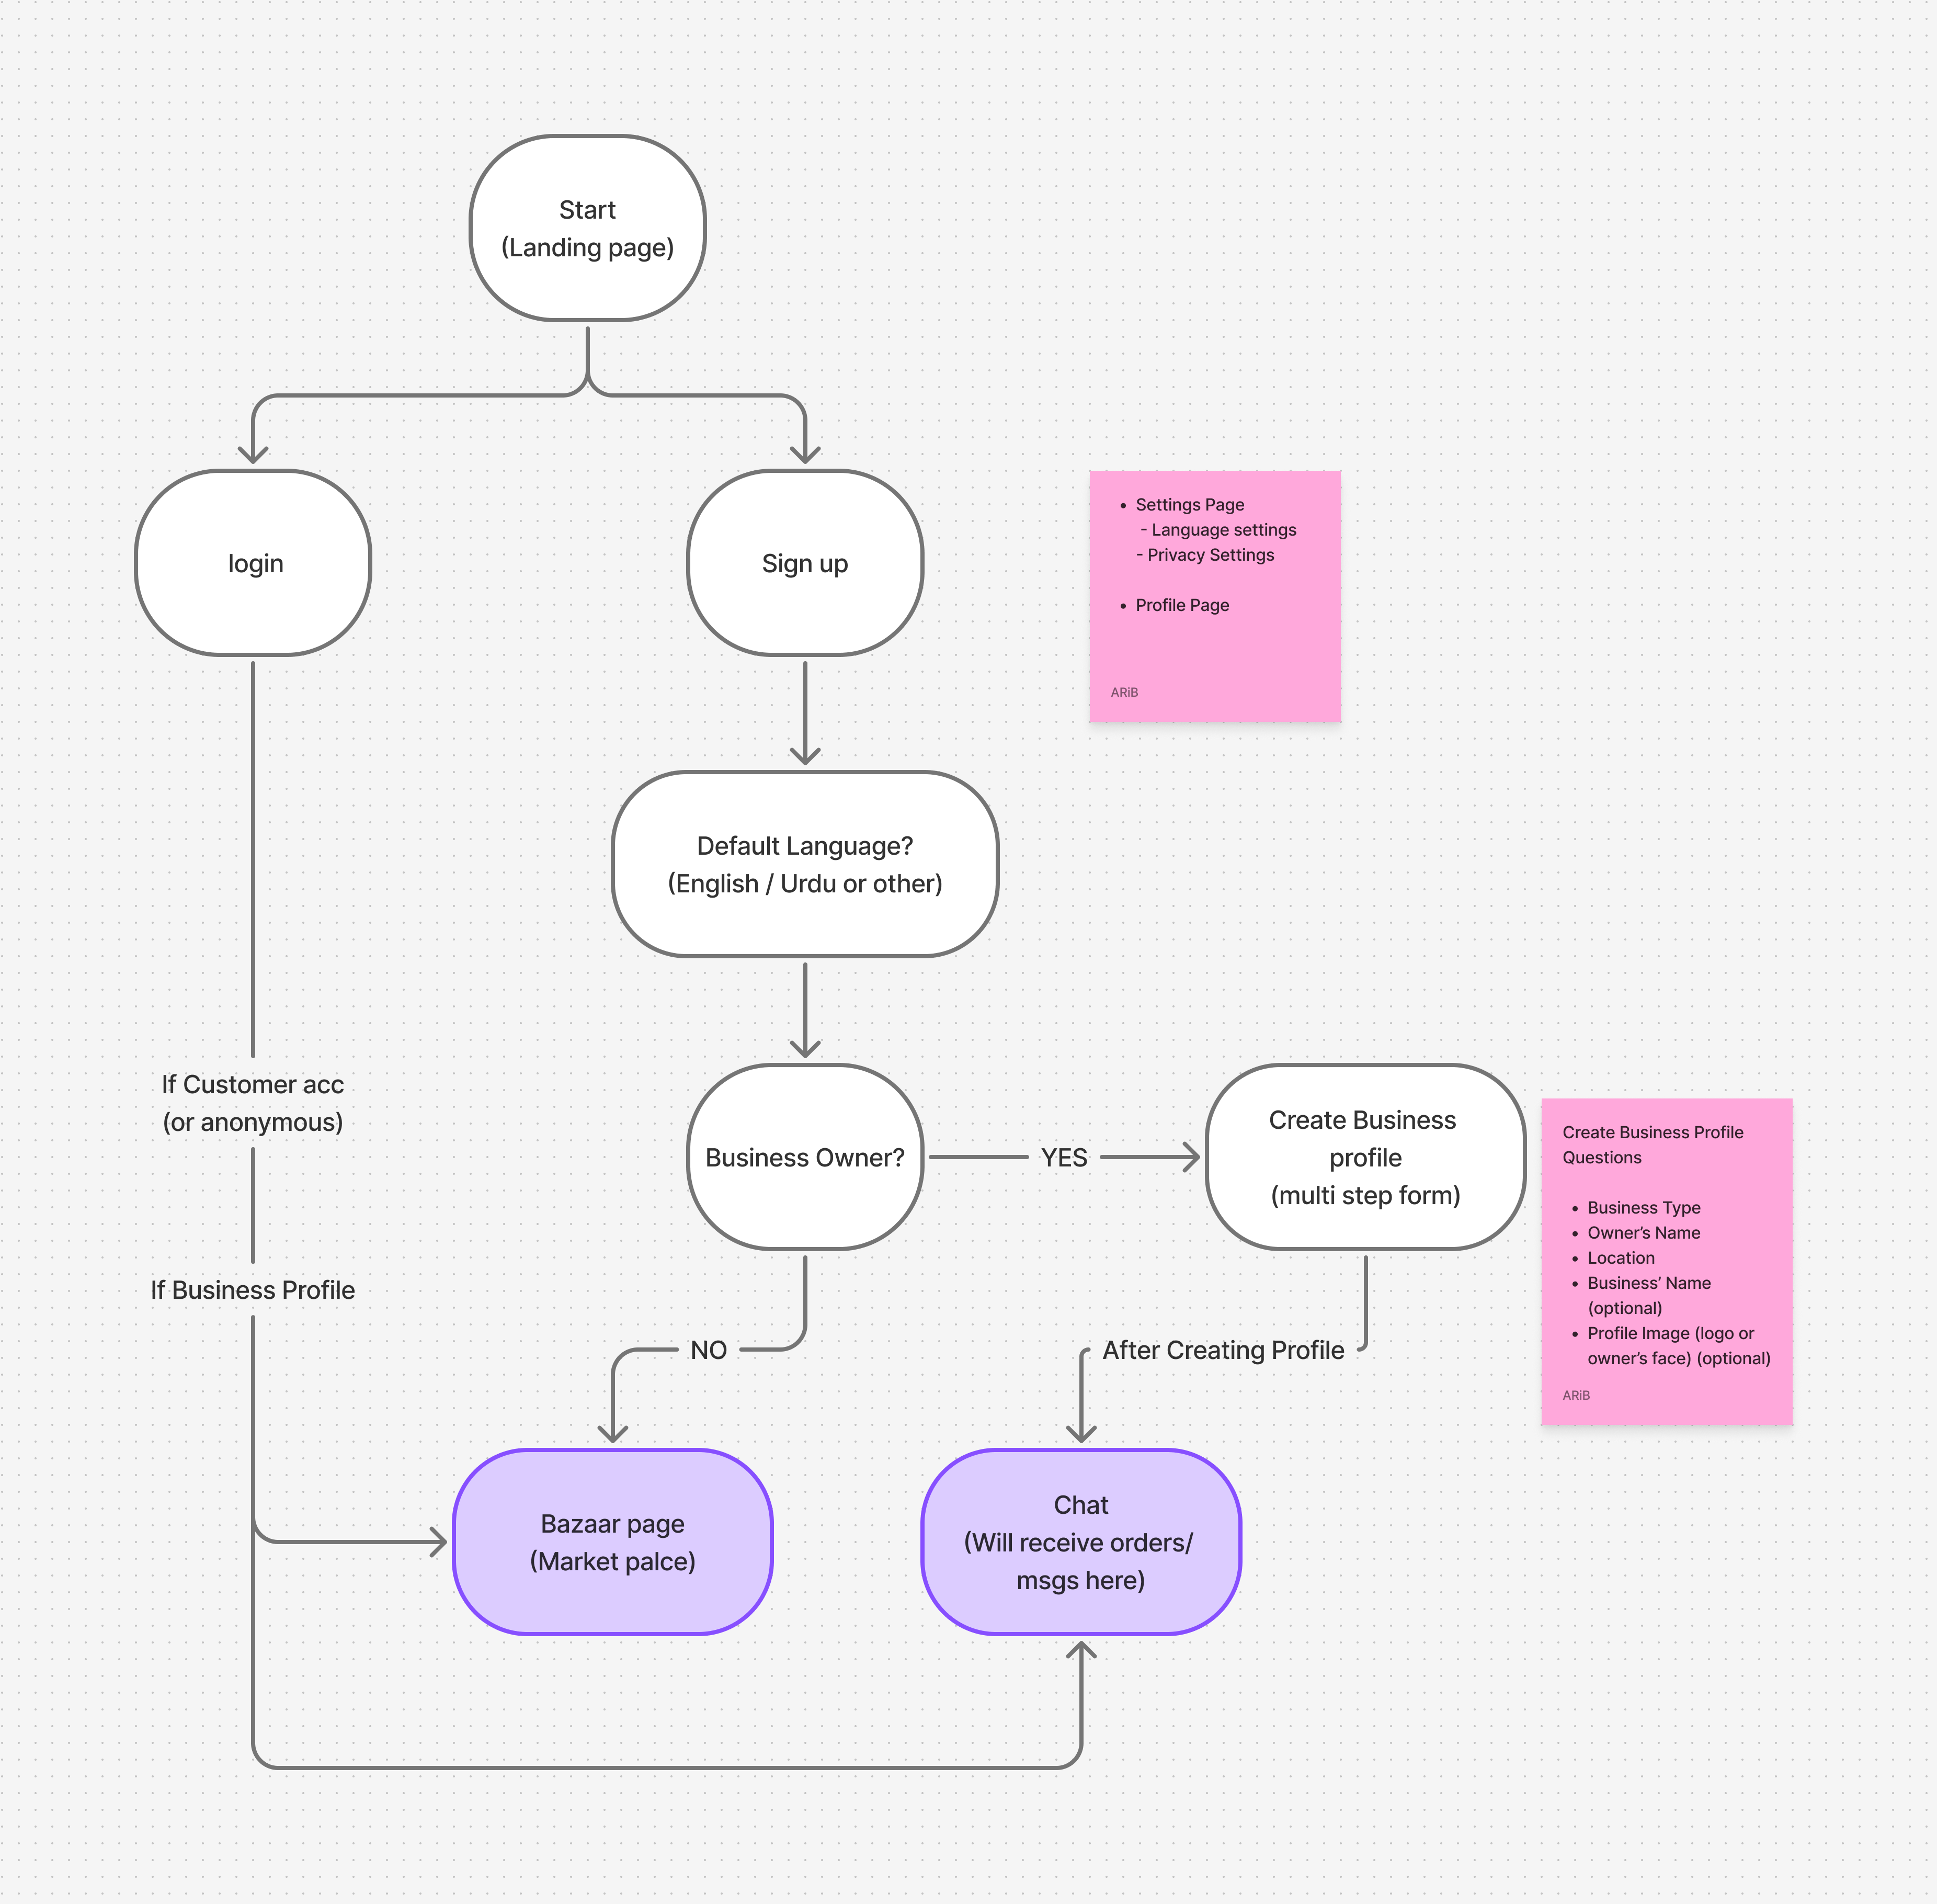 Start
(Landing page)
login
Sign up
• Settings Page
- Language settings
- Privacy Settings
• Profile Page
ARiB
Default Language?
(English / Urdu or other)
If Customer acc
(or anonymous)
Business Owner?
YES
Create Business
profile
(multi step form)
Create Business Profile
Questions
• Business Type
• Owner’s Name
• Location
• Business’ Name
(optional)
• Profile Image (logo or
owner’s face) (optional)
ARiB
If Business Profile
NO
After Creating Profile
Bazaar page
(Market palce)
Chat
(Will receive orders/
msgs here)